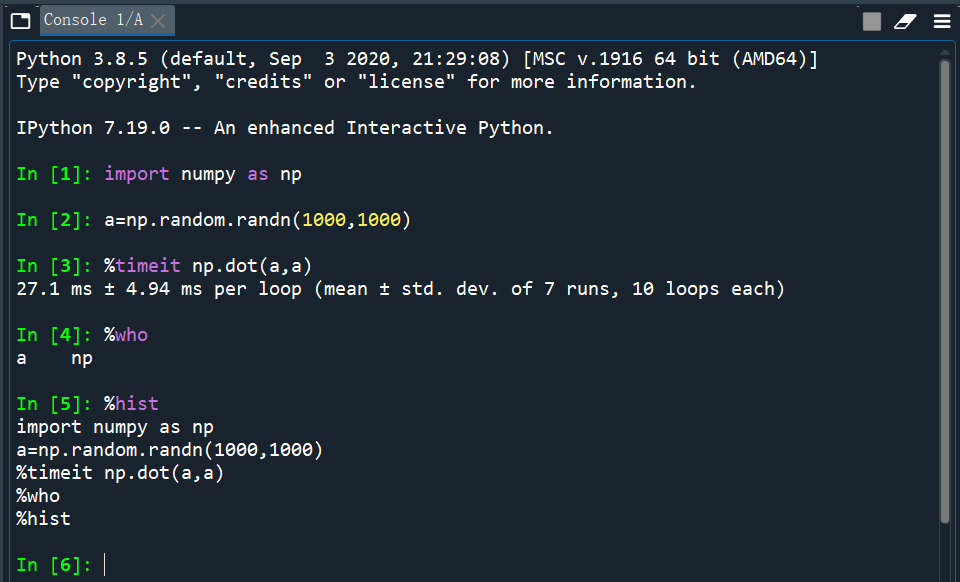 Console 1/A
Python 3.8.5 (default, Sep  3 2020, 21:29:08) [MSC v.1916 64 bit (AMD64)]
Type "copyright", "credits" or "license" for more information.
IPython 7.19.0 -- An enhanced Interactive Python.
In [1]: import numpy as np
In [2]: a=np.random.randn(1000,1000)
In [3]: %timeit np.dot(a,a)
27.1 ms ± 4.94 ms per loop (mean ± std. dev. of 7 runs, 10 loops each)
In [4]: %who
a    np
In [5]: %hist
import numpy as np
a=np.random.randn(1000,1000)
%timeit np.dot(a,a)
%who
%hist
In [6]: